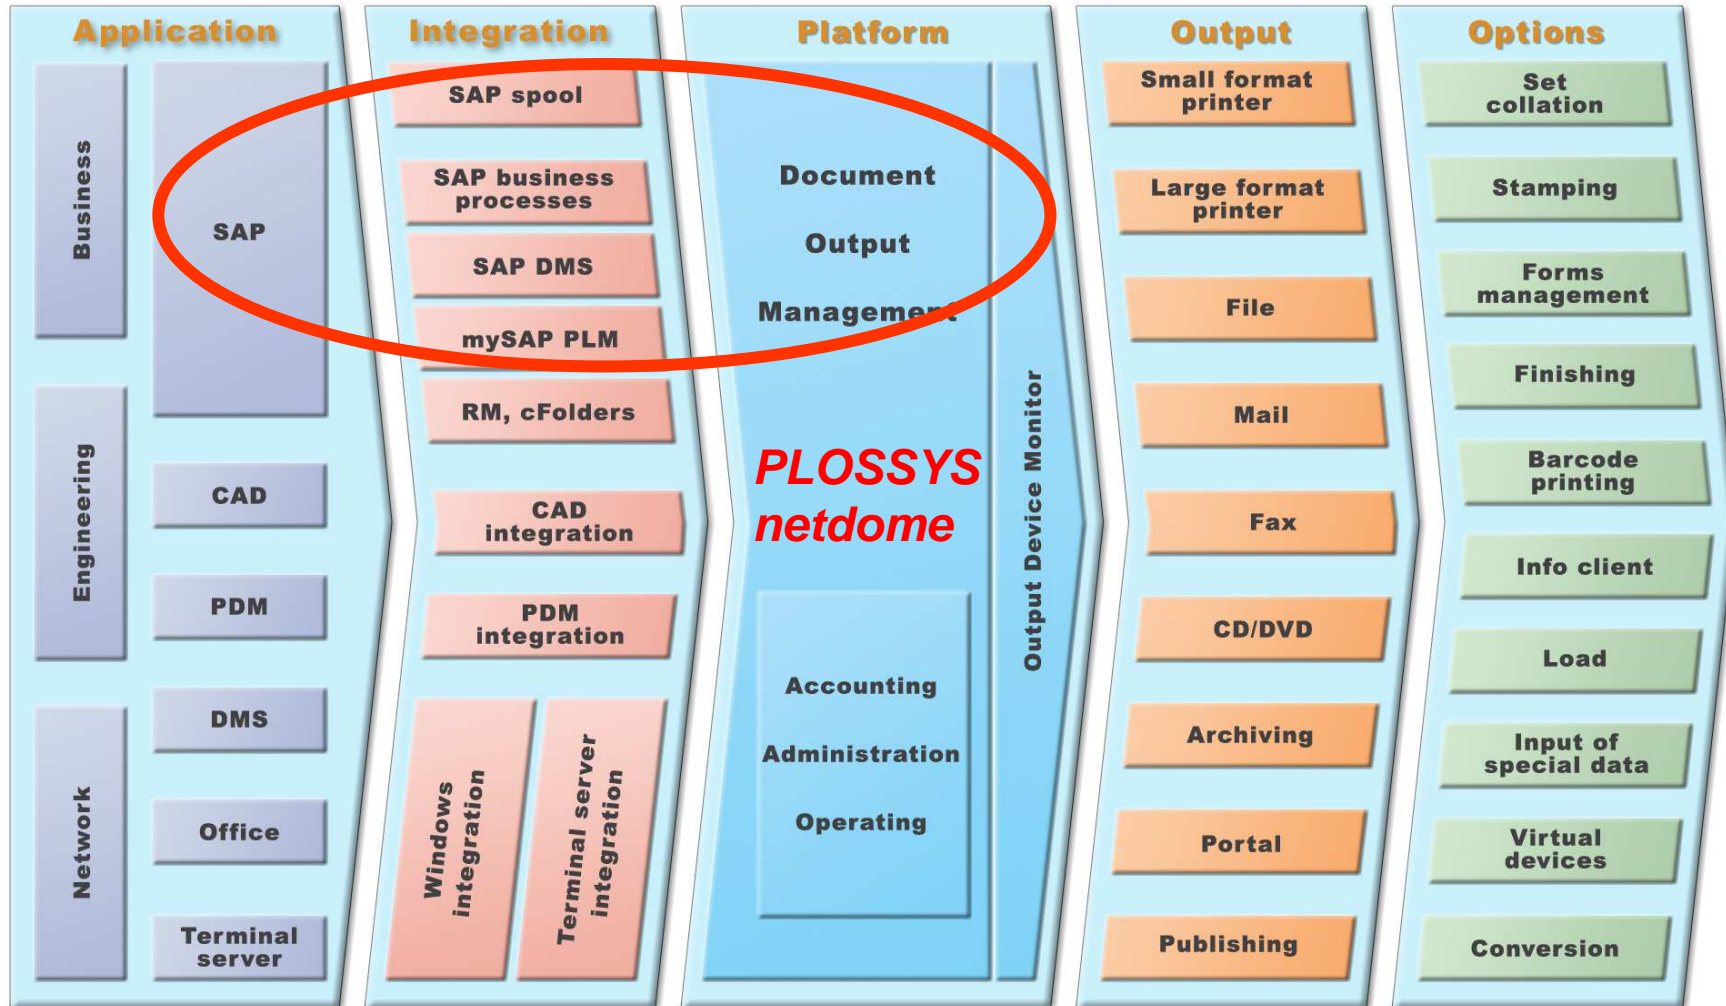 Application
Business
Engineering
Network
SAP
CAD
PDM
DMS
Office
Terminal
server
Integration
SAP spool
SAP business
processes
SAP DMS
mySAP PLM
RM, cFolders
CAD
integration
PDM
integration
Windows
integration
Terminal server
integration
Platform
Document
Output
Management
PLOSSYS
netdome
Accounting
Administration
Operating
Output Device Monitor
Output
Small format
printer
Large format
printer
File
Mail
Fax
CD/DVD
Archiving
Portal
Publishing
Options
Set
collation
Stamping
Forms
management
Finishing
Barcode
printing
Info client
Load
Input of
special data
Virtual
devices
Conversion